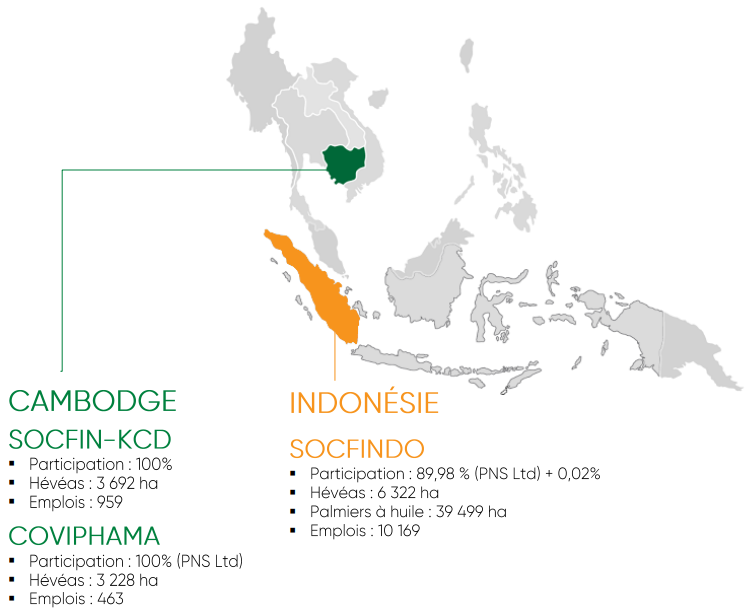 CAMBODGE
SOCFIN-KCD
▪ Participation : 100%
▪ Hévéas : 3 692 ha
▪ Emplois : 959
COVIPHAMA
▪ Participation : 100% (PNS Ltd)
▪ Hévéas : 3 228 ha
▪ Emplois : 463
INDONÉSIE
SOCFINDO
▪ Participation : 89,98 % (PNS Ltd) + 0,02%
▪ Hévéas : 6 322 ha
▪ Palmiers à huile : 39 499 ha
▪ Emplois : 10 169